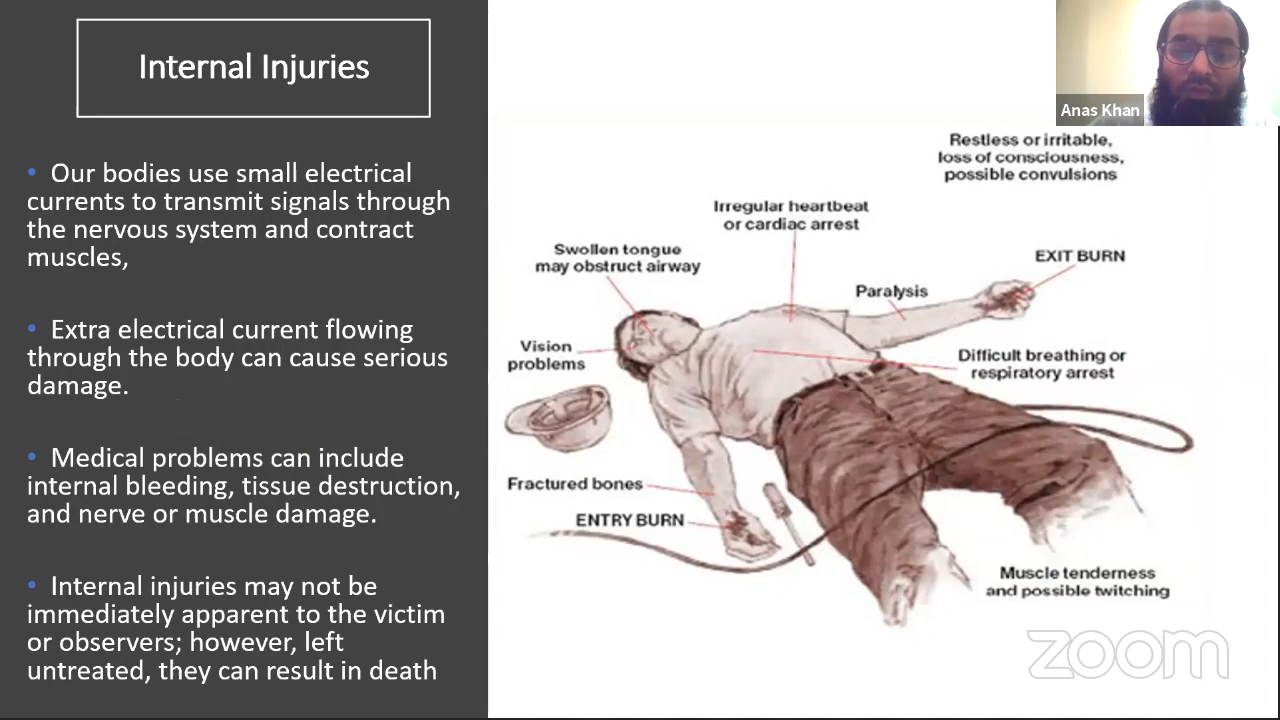 Internal Injuries
• Our bodies use small electrical
currents to transmit signals through
the nervous system and contract
muscles,
• Extra electrical current flowing
through the body can cause serious
damage.
• Medical problems can include
internal bleeding, tissue destruction,
and nerve or muscle damage.
• Internal injuries may not be
immediately apparent to the victim
or observers; however, left
untreated, they can result in death
Anas Khan
Restless or irritable,
loss of consciousness,
possible convulsions
Irregular heartbeat
or cardiac arrest
Swollen tongue
may obstruct airway
EXIT BURN
Paralysis
Vision
problems
Difficult breathing or
respiratory arrest
Fractured bones
ENTRY BURN
Muscle tenderness
and possible twitching
zoom